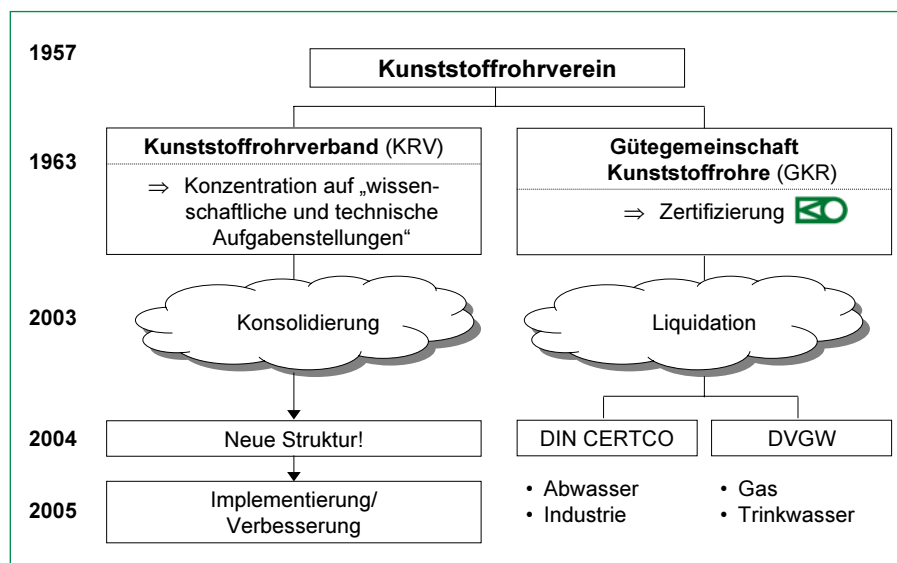 1957
Kunststoffrohrverein
1963
Kunststoffrohrverband (KRV)
⇒ Konzentration auf „wissen-
schaftliche und technische
Aufgabenstellungen“
Gütegemeinschaft
Kunststoffrohre (GKR)
⇒ Zertifizierung
2003
Konsolidierung
Liquidation
2004
Neue Struktur!
DIN CERTCO
DVGW
2005
Implementierung/
Verbesserung
• Abwasser
• Industrie
• Gas
• Trinkwasser